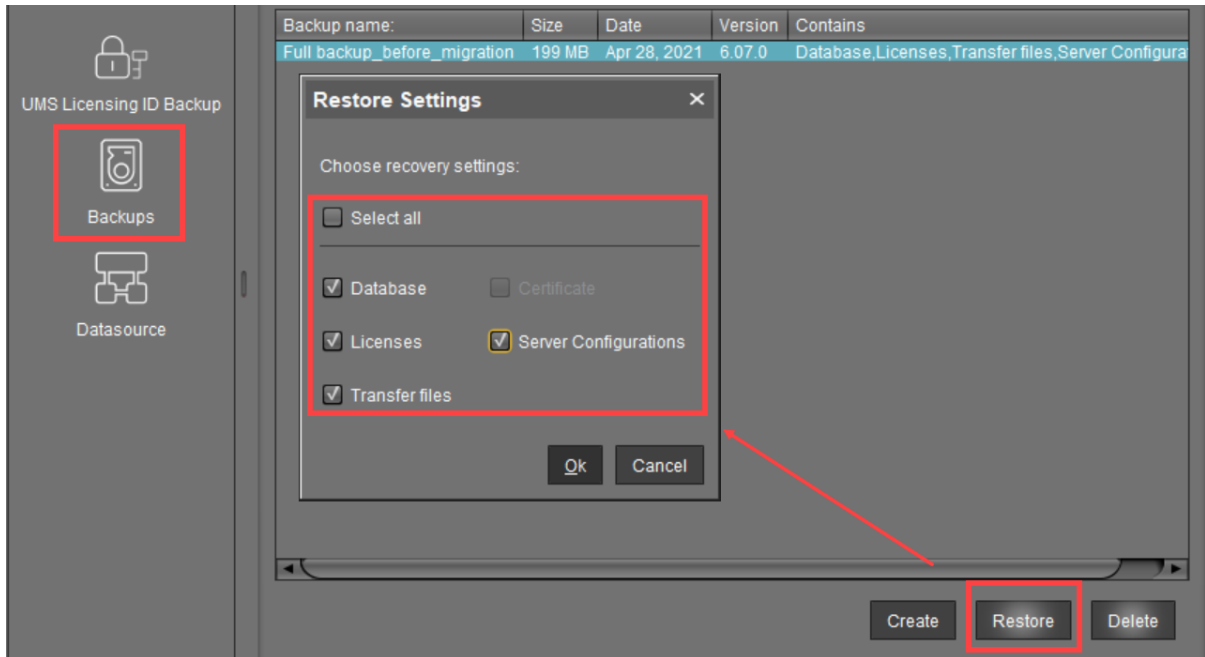 Backup name: Size Date Version Contains
Full backup_before_migration 199 MB Apr 28, 2021 6.07.0 Database,Licenses,Transfer files,Server Configura
UMS Licensing ID Backup
Backups
Datasource
Restore Settings
Choose recovery settings:
Select all
Database Certificate
Licenses Server Configurations
Transfer files
Ok Cancel
Create Restore Delete